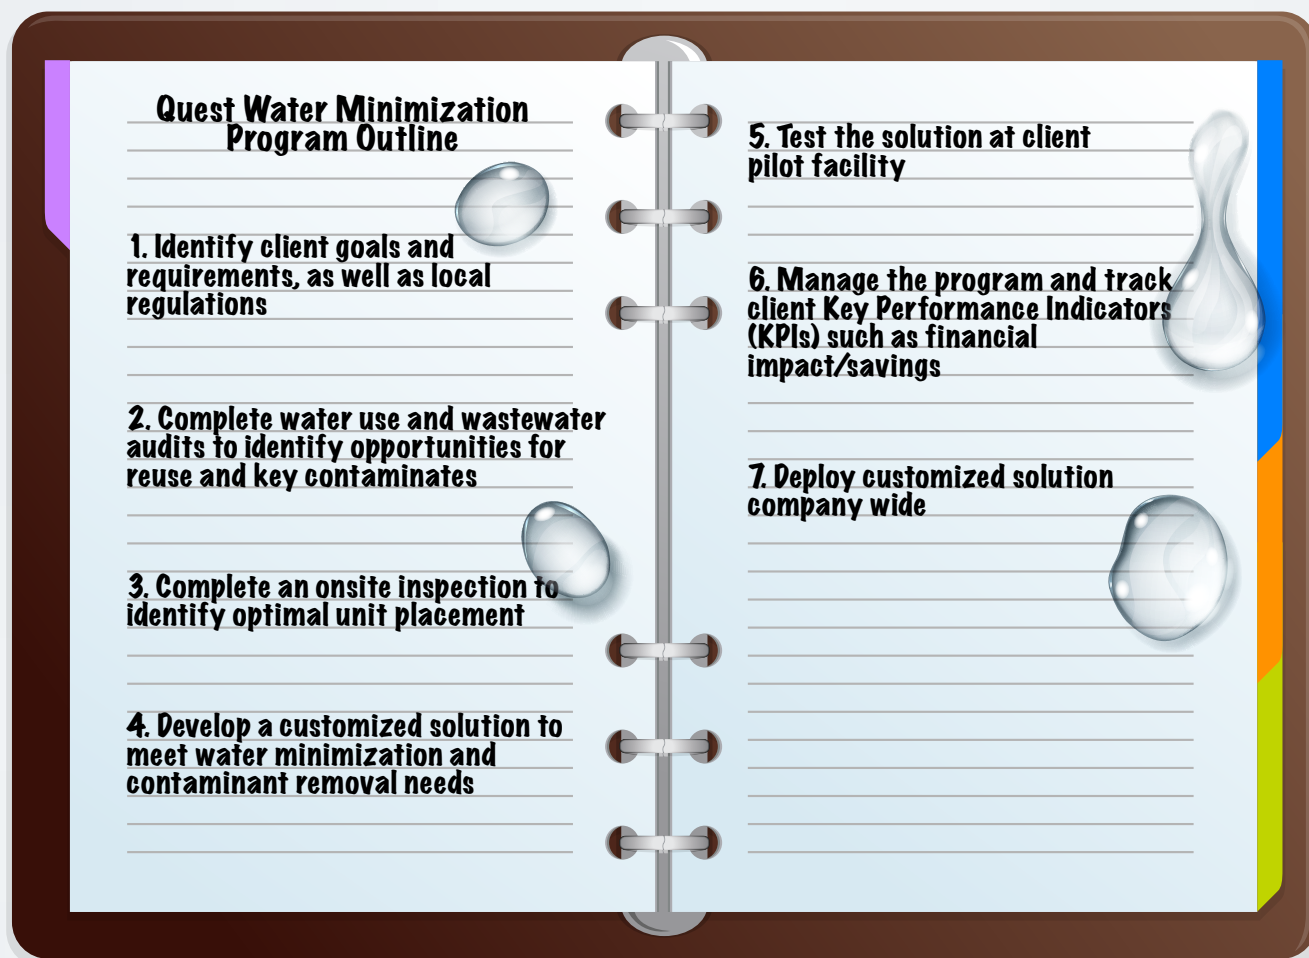 Quest Water Minimization
Program Outline
1. Identify client goals and
requirements, as well as local
regulations
2. Complete water use and wastewater
audits to identify opportunities for
reuse and key contaminates
3. Complete an onsite inspection to
identify optimal unit placement
4. Develop a customized solution to
meet water minimization and
contaminant removal needs
5. Test the solution at client
pilot facility
6. Manage the program and track
client Key Performance Indicators
(KPIs) such as financial
impact/savings
7. Deploy customized solution
company wide